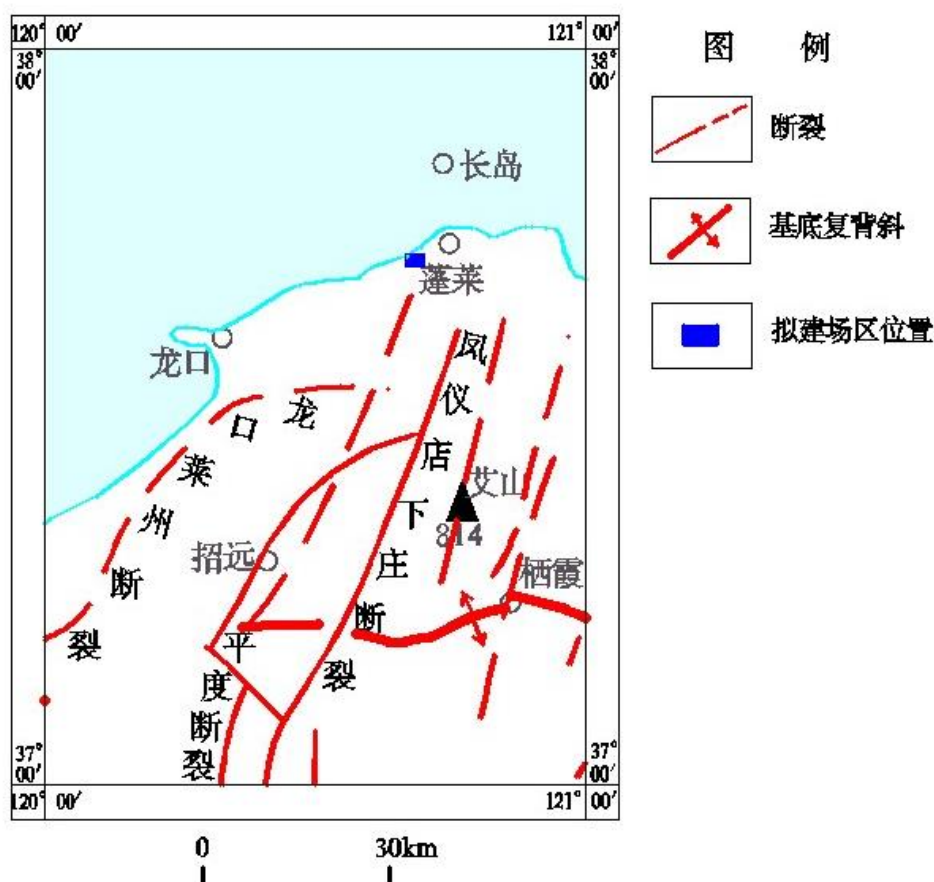 120° 00′
121° 00′
38° 00′
38° 00′
图 例
断裂
基底复背斜
拟建场区位置
长岛
蓬莱
龙口
凤仪店下庄断裂
龙口莱州断裂
艾山
814
招远
栖霞
平度断裂
37° 00′
37° 00′
120° 00′
121° 00′
0 30km